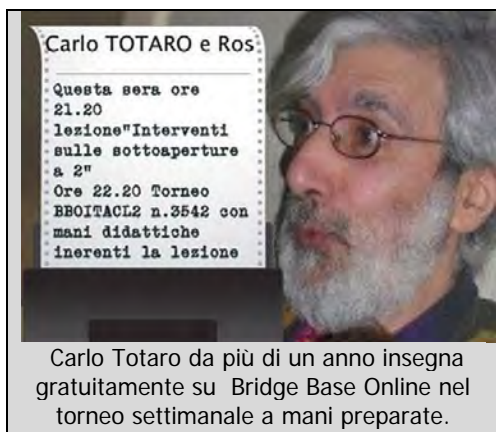 Carlo TOTARO e Ros
Questa sera ore
21.20
lezione"Interventi
sulle sottoaperture
a 2"
Ore 22.20 Torneo
BBOITACL2 n.3542 con
mani didattiche
inerenti la lezione
Carlo Totaro da più di un anno insegna
gratuitamente su Bridge Base Online nel
torneo settimanale a mani preparate.